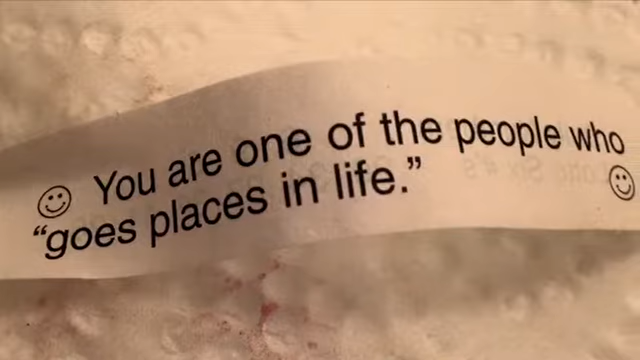 You are one of the people who
“goes places in life.”